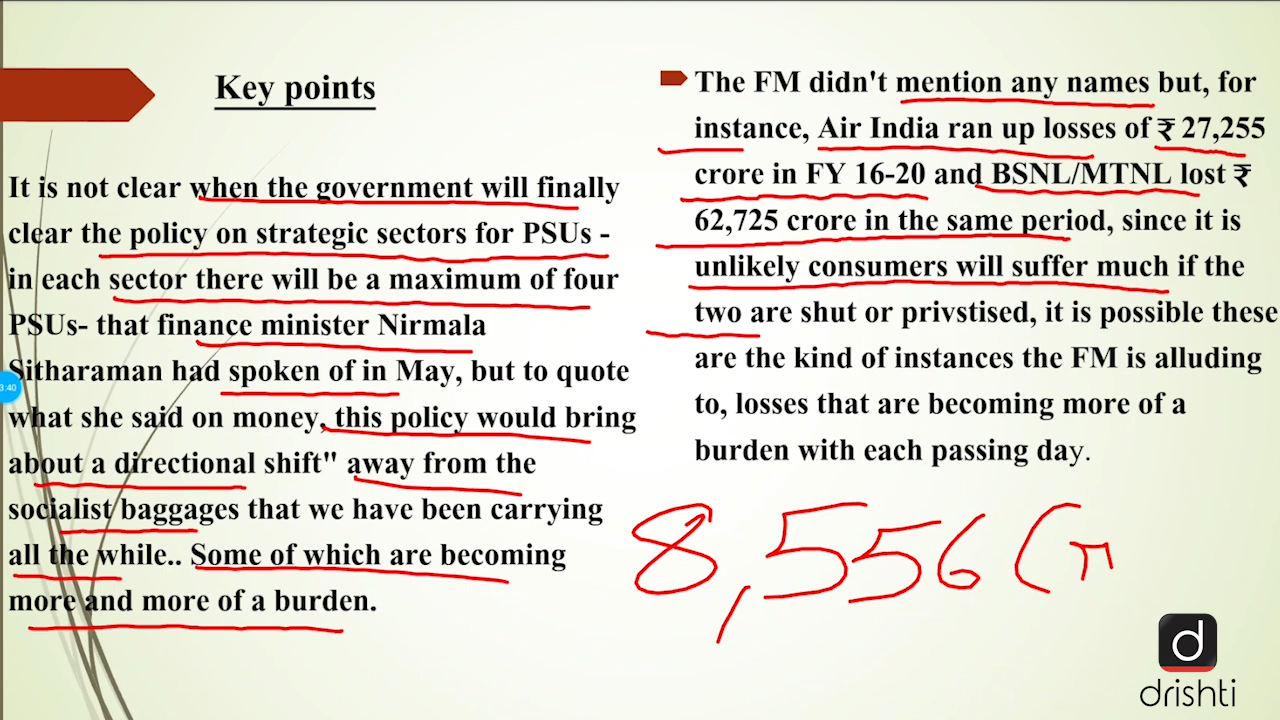 Key points
It is not clear when the government will finally
clear the policy on strategic sectors for PSUs -
in each sector there will be a maximum of four
PSUs- that finance minister Nirmala
Sitharaman had spoken of in May, but to quote
what she said on money, this policy would bring
about a directional shift" away from the
socialist baggages that we have been carrying
all the while.. Some of which are becoming
more and more of a burden.
3:40
The FM didn't mention any names but, for
instance, Air India ran up losses of ₹ 27,255
crore in FY 16-20 and BSNL/MTNL lost ₹
62,725 crore in the same period, since it is
unlikely consumers will suffer much if the
two are shut or privstised, it is possible these
are the kind of instances the FM is alluding
to, losses that are becoming more of a
burden with each passing day.
8,556 Cr
d
drishti